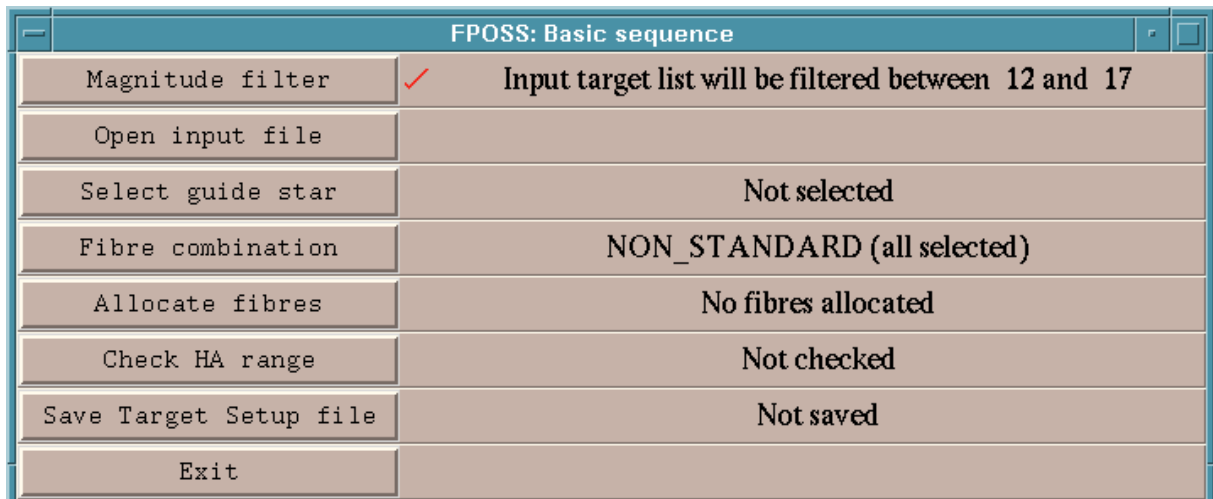 FPOSS: Basic sequence
Magnitude filter Input target list will be filtered between 12 and 17
Open input file
Select guide star Not selected
Fibre combination NON_STANDARD (all selected)
Allocate fibres No fibres allocated
Check HA range Not checked
Save Target Setup file Not saved
Exit